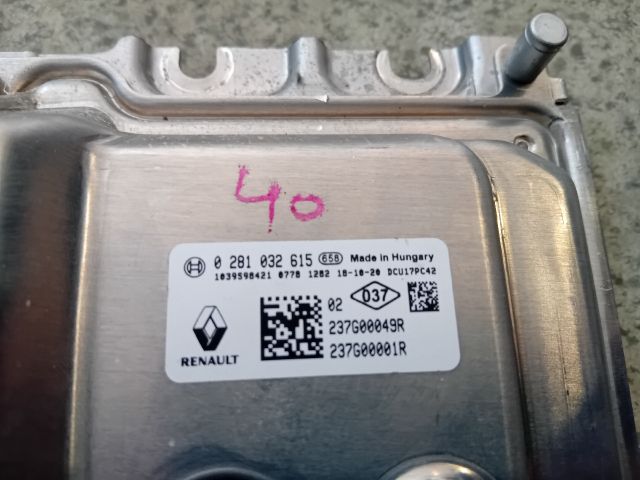 40
0 281 032 615 658 Made in Hungary
1039S98421 0778 1282 18-10-20 DCU17PC42
02 037
237G00049R
RENAULT 237G00001R